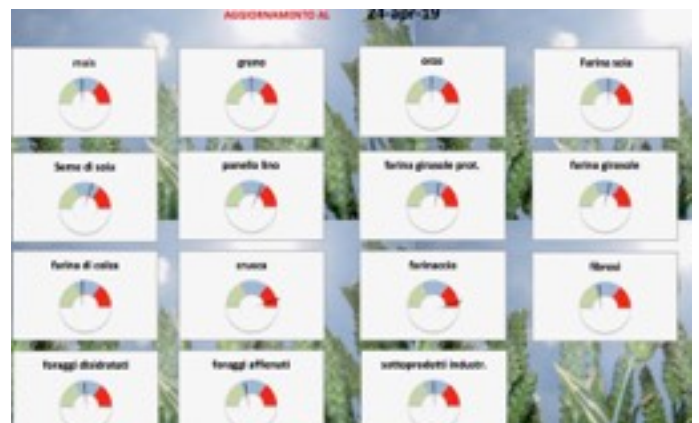 AGGIORNAMENTO AL 24-apr-19
mais grano orzo Farina soia
Seme di soia panello lino farina girasole prot. farina girasole
farina di colza crusca farinaccio fibrosi
foraggi disidratati foraggi affienati sottoprodotti industr.